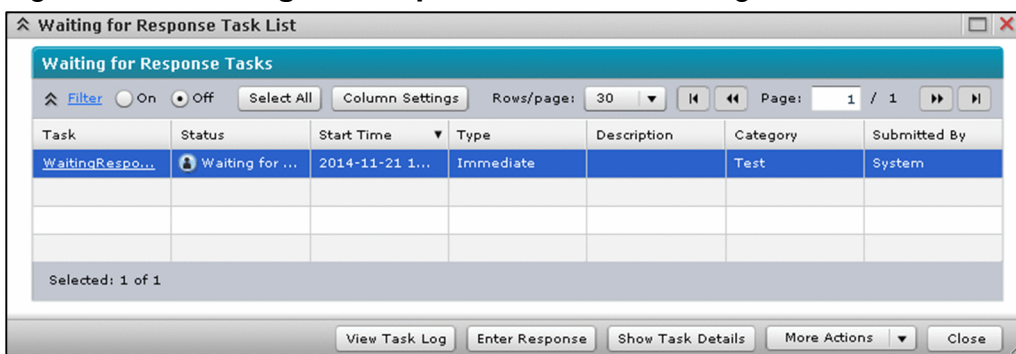 Waiting for Response Task List
Waiting for Response Tasks
Filter On Off Select All Column Settings Rows/page: 30 Page: 1 / 1
Task Status Start Time Type Description Category Submitted By
WaitingRespo... Waiting for ... 2014-11-21 1... Immediate Test System
Selected: 1 of 1
View Task Log Enter Response Show Task Details More Actions Close